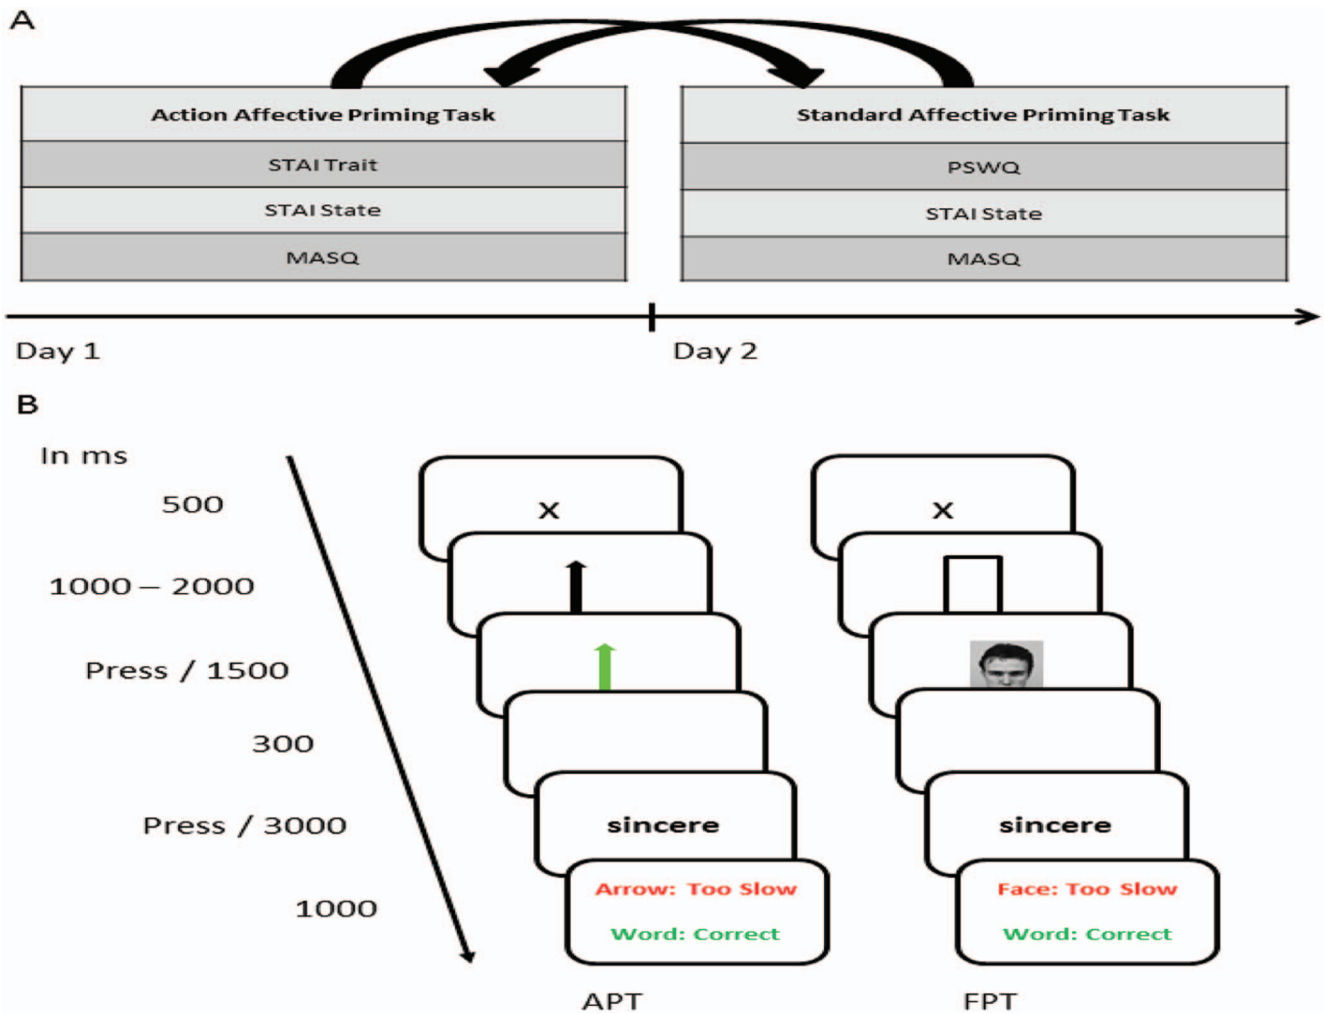 A
Action Affective Priming Task
STAI Trait
STAI State
MASQ
Standard Affective Priming Task
PSWQ
STAI State
MASQ
Day 1
Day 2
B
In ms
500
1000 – 2000
Press / 1500
300
Press / 3000
1000
X
sincere
Arrow: Too Slow
Word: Correct
APT
X
sincere
Face: Too Slow
Word: Correct
FPT